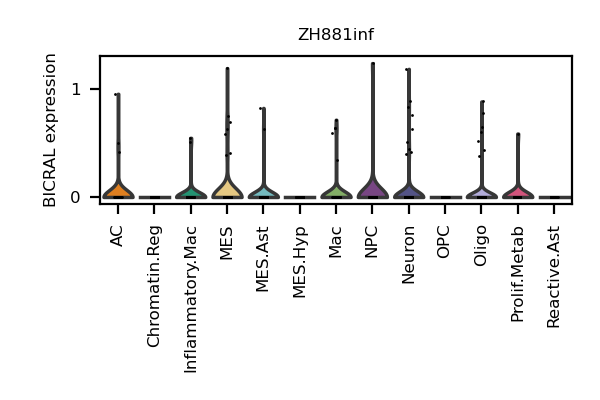 ZH881inf
BICRAL expression
1
0
AC
Chromatin.Reg
Inflammatory.Mac
MES
MES.Ast
MES.Hyp
Mac
NPC
Neuron
OPC
Oligo
Prolif.Metab
Reactive.Ast